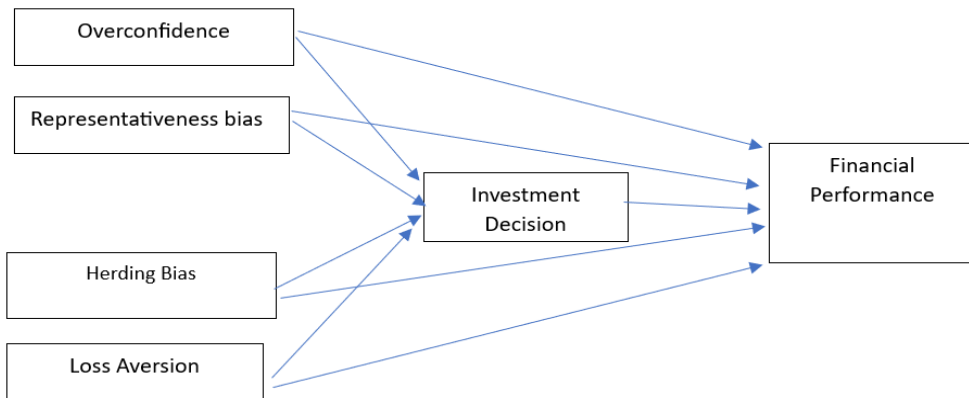 Overconfidence
Representativeness bias
Investment
Decision
Financial
Performance
Herding Bias
Loss Aversion